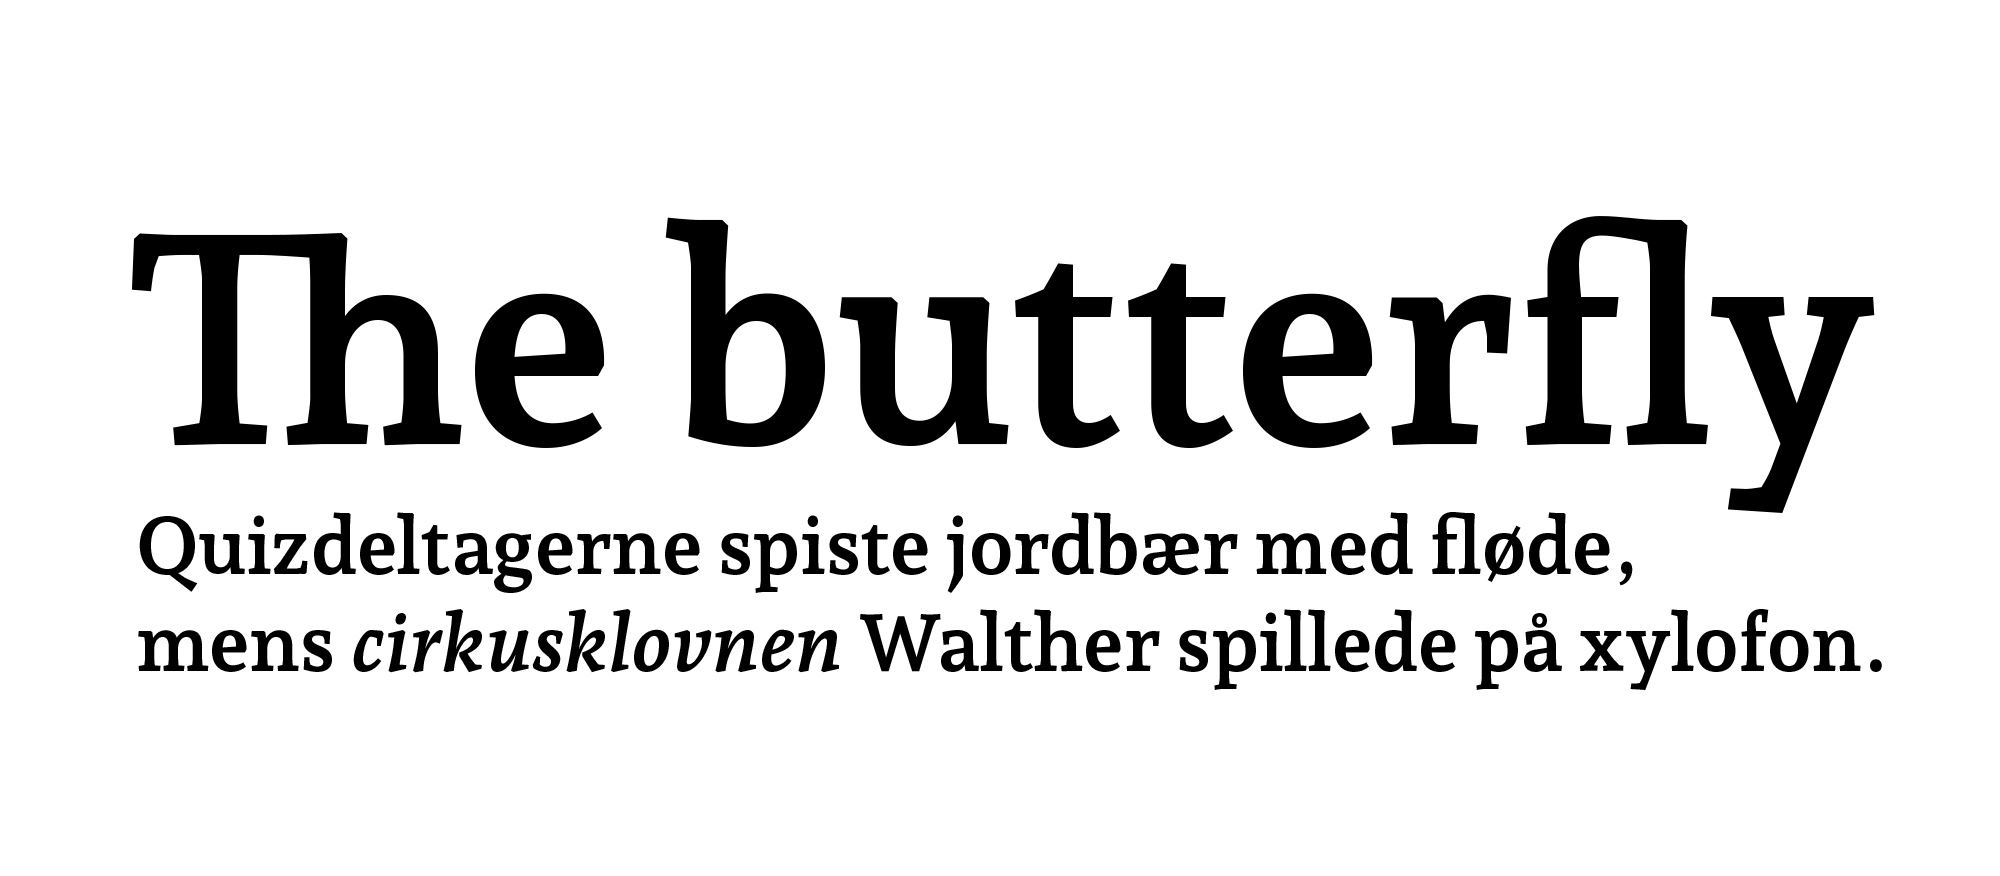 The butterfly
Quizdeltagerne spiste jordbær med fløde,
mens cirkusklovnen Walther spillede på xylofon.